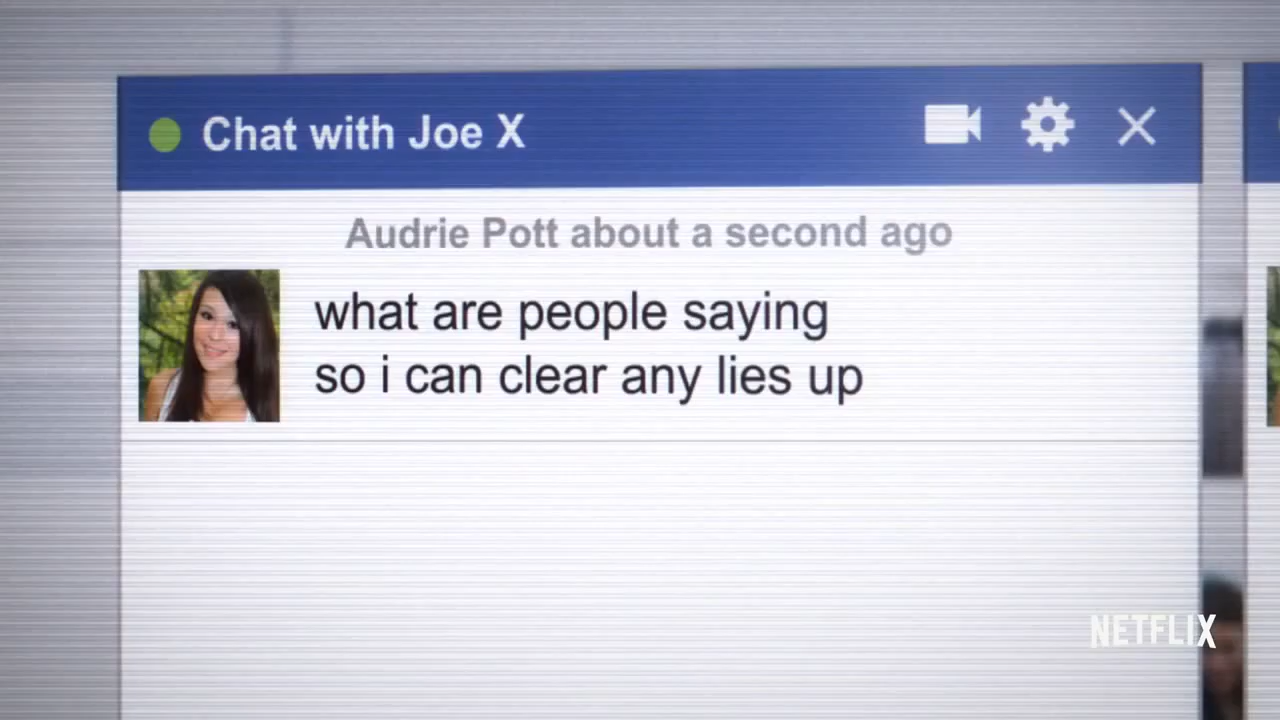 Chat with Joe X
Audrie Pott about a second ago
what are people saying
so i can clear any lies up
NETFLIX